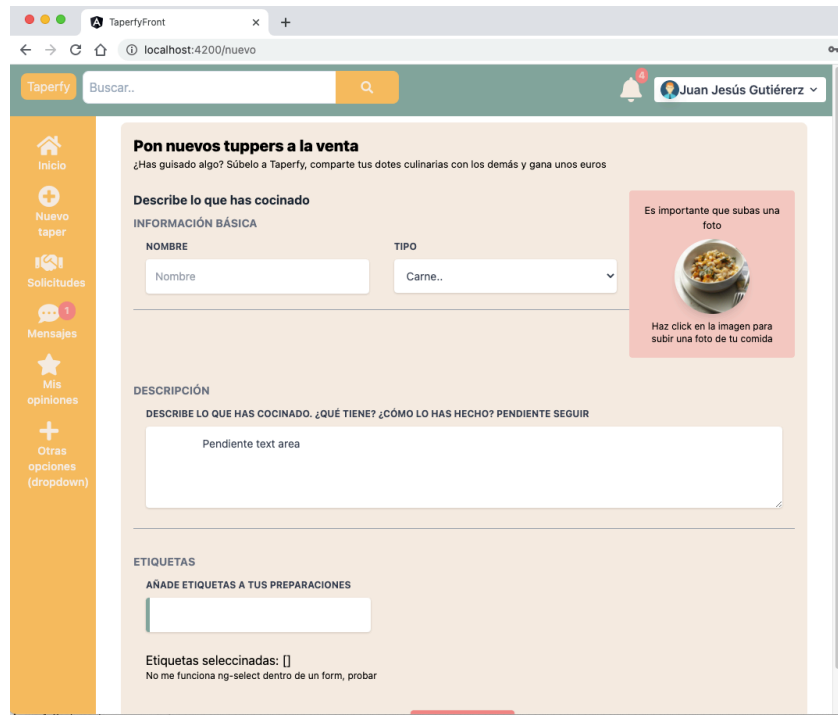 TaperfyFront
localhost:4200/nuevo
Taperfy
Buscar..
4
Juan Jesús Gutiérerz
Inicio
Nuevo
taper
Solicitudes
1
Mensajes
Mis
opiniones
Otras
opciones
(dropdown)
Pon nuevos tuppers a la venta
¿Has guisado algo? Súbelo a Taperfy, comparte tus dotes culinarias con los demás y gana unos euros
Describe lo que has cocinado
INFORMACIÓN BÁSICA
NOMBRE
TIPO
Nombre
Carne..
Es importante que subas una
foto
Haz click en la imagen para
subir una foto de tu comida
DESCRIPCIÓN
DESCRIBE LO QUE HAS COCINADO. ¿QUÉ TIENE? ¿CÓMO LO HAS HECHO? PENDIENTE SEGUIR
Pendiente text area
ETIQUETAS
AÑADE ETIQUETAS A TUS PREPARACIONES
Etiquetas seleccinadas: []
No me funciona ng-select dentro de un form, probar